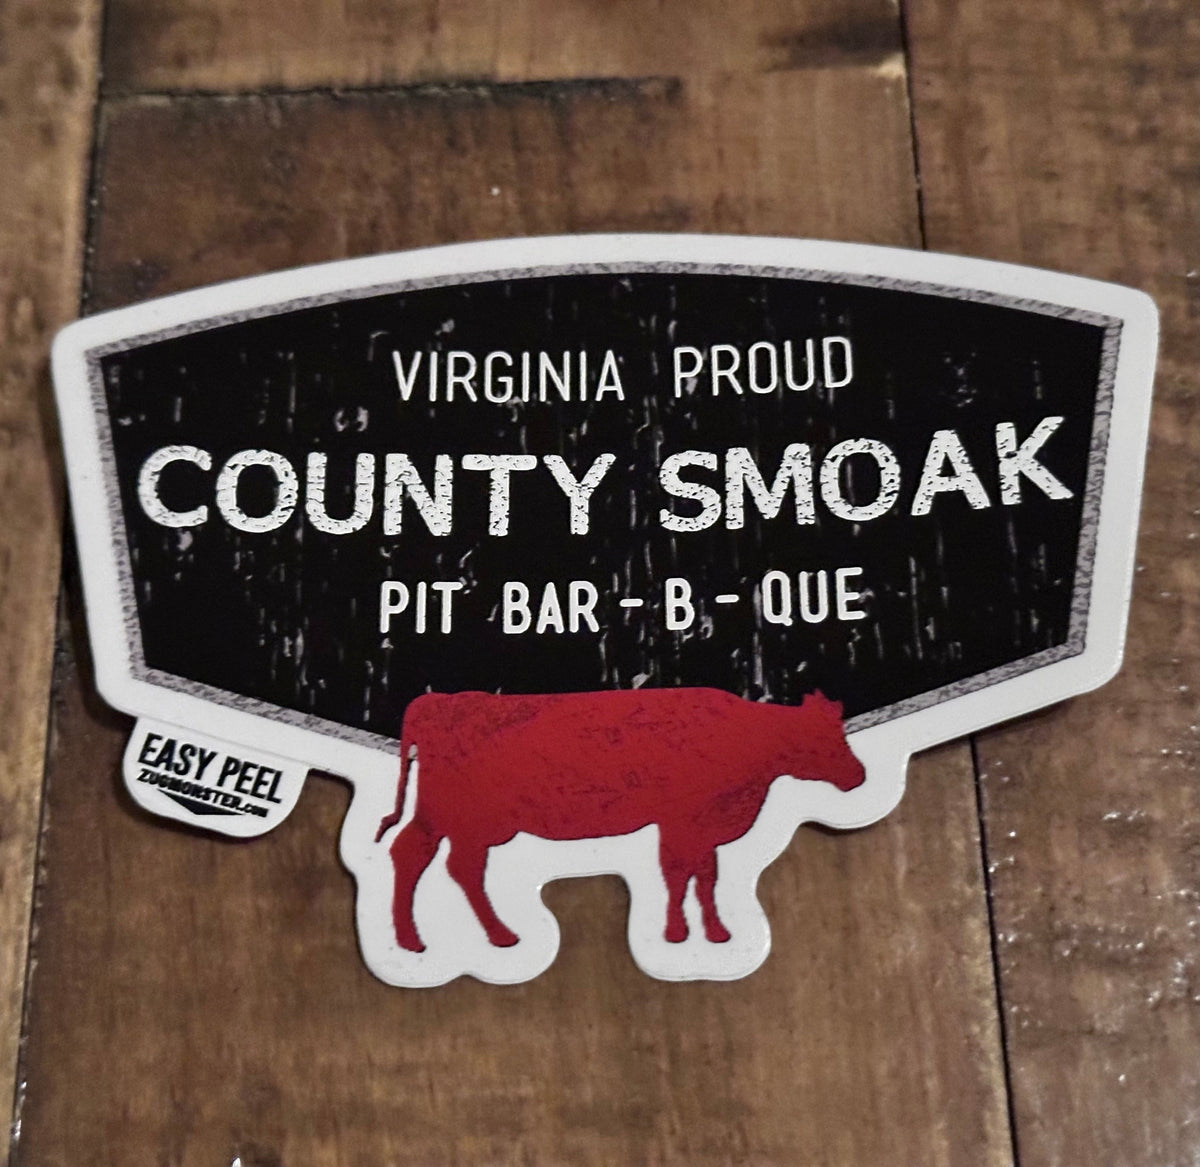 VIRGINIA PROUD
COUNTY SMOAK
PIT BAR-B-QUE
EASY PEEL
ZUGMONSTER.COM